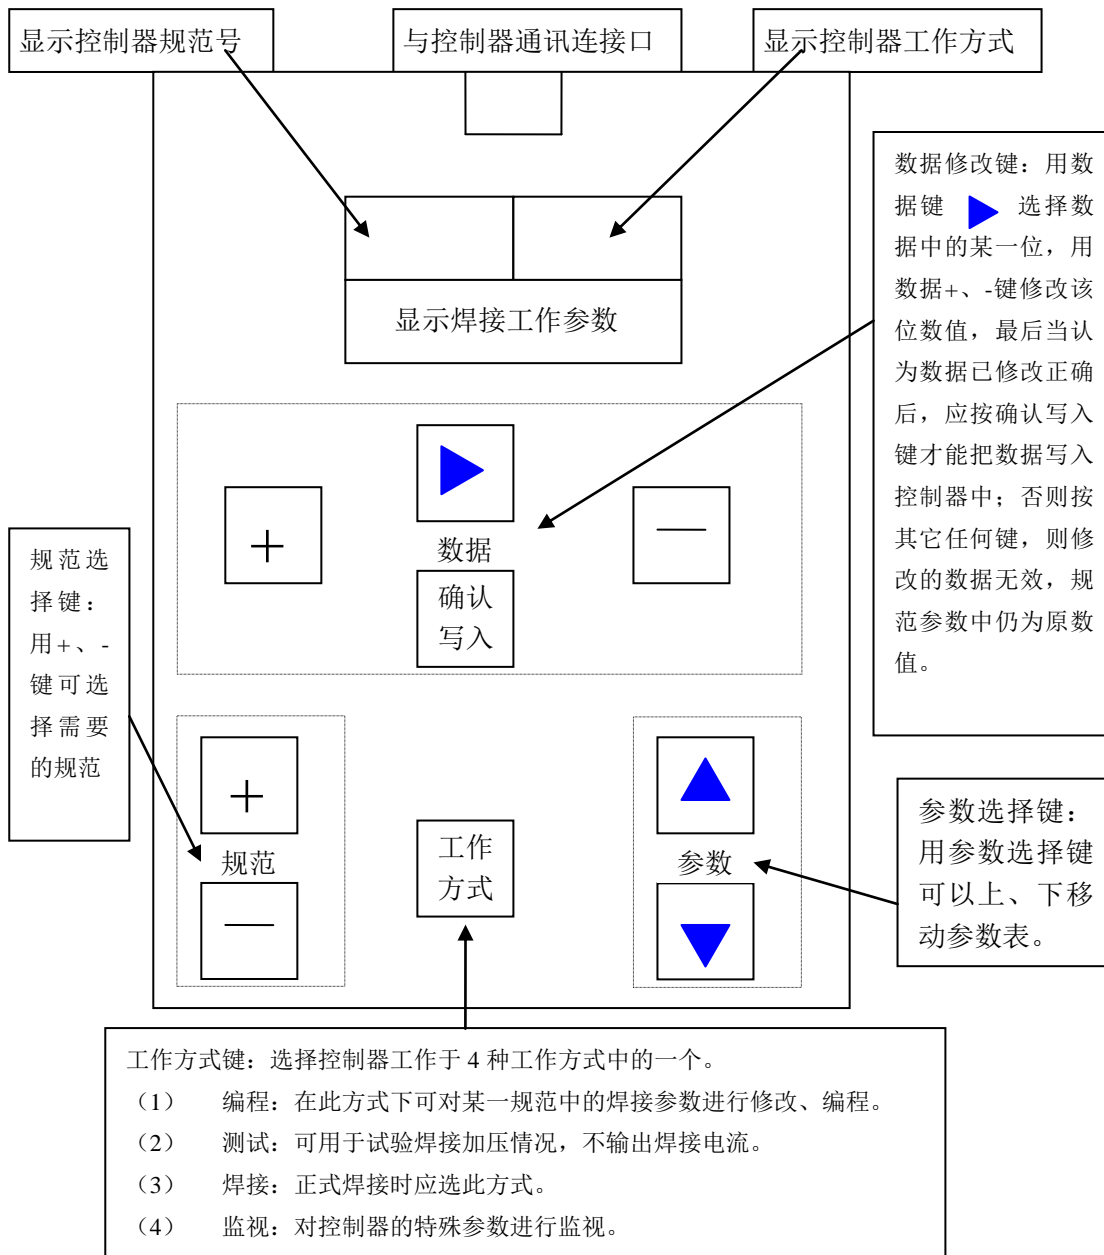 显示控制器规范号
与控制器通讯连接口
显示控制器工作方式
数据修改键：用数
据键 选择数
据中的某一位，用
数据+、-键修改该
位数值，最后当认
为数据已修改正确
后，应按确认写入
键才能把数据写入
控制器中；否则按
其它任何键，则修
改的数据无效，规
范参数中仍为原数
值。
显示焊接工作参数
+
数据
—
确认
写入
规范选
择键：
用+、-
键可选
择需要
的规范
+
规范
—
工作
方式
参数
参数选择键：
用参数选择键
可以上、下移
动参数表。
工作方式键：选择控制器工作于 4 种工作方式中的一个。
（1） 编程：在此方式下可对某一规范中的焊接参数进行修改、编程。
（2） 测试：可用于试验焊接加压情况，不输出焊接电流。
（3） 焊接：正式焊接时应选此方式。
（4） 监视：对控制器的特殊参数进行监视。